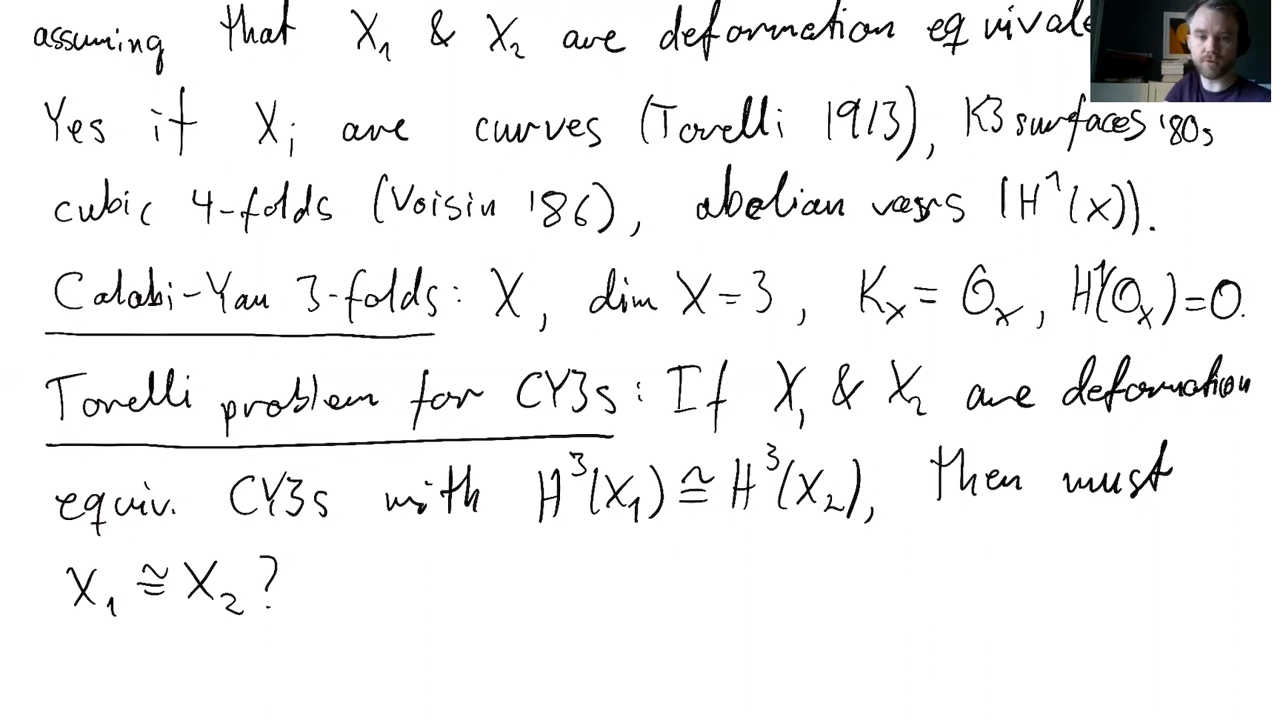 assuming that X₁ & X₂ are deformation equivale
Yes if Xᵢ are curves (Torelli 1913), K3 surfaces '80s
cubic 4-folds (Voisin '86), abelian (H¹(X)).
Calabi-Yau 3-folds: X, dim X=3, K_X = O_X, H¹(O_X)=0.
Torelli problem for CY3s: If X₁ & X₂ are deformation
equiv. CY3s with H³(X₁) ≅ H³(X₂), then must
X₁ ≅ X₂?